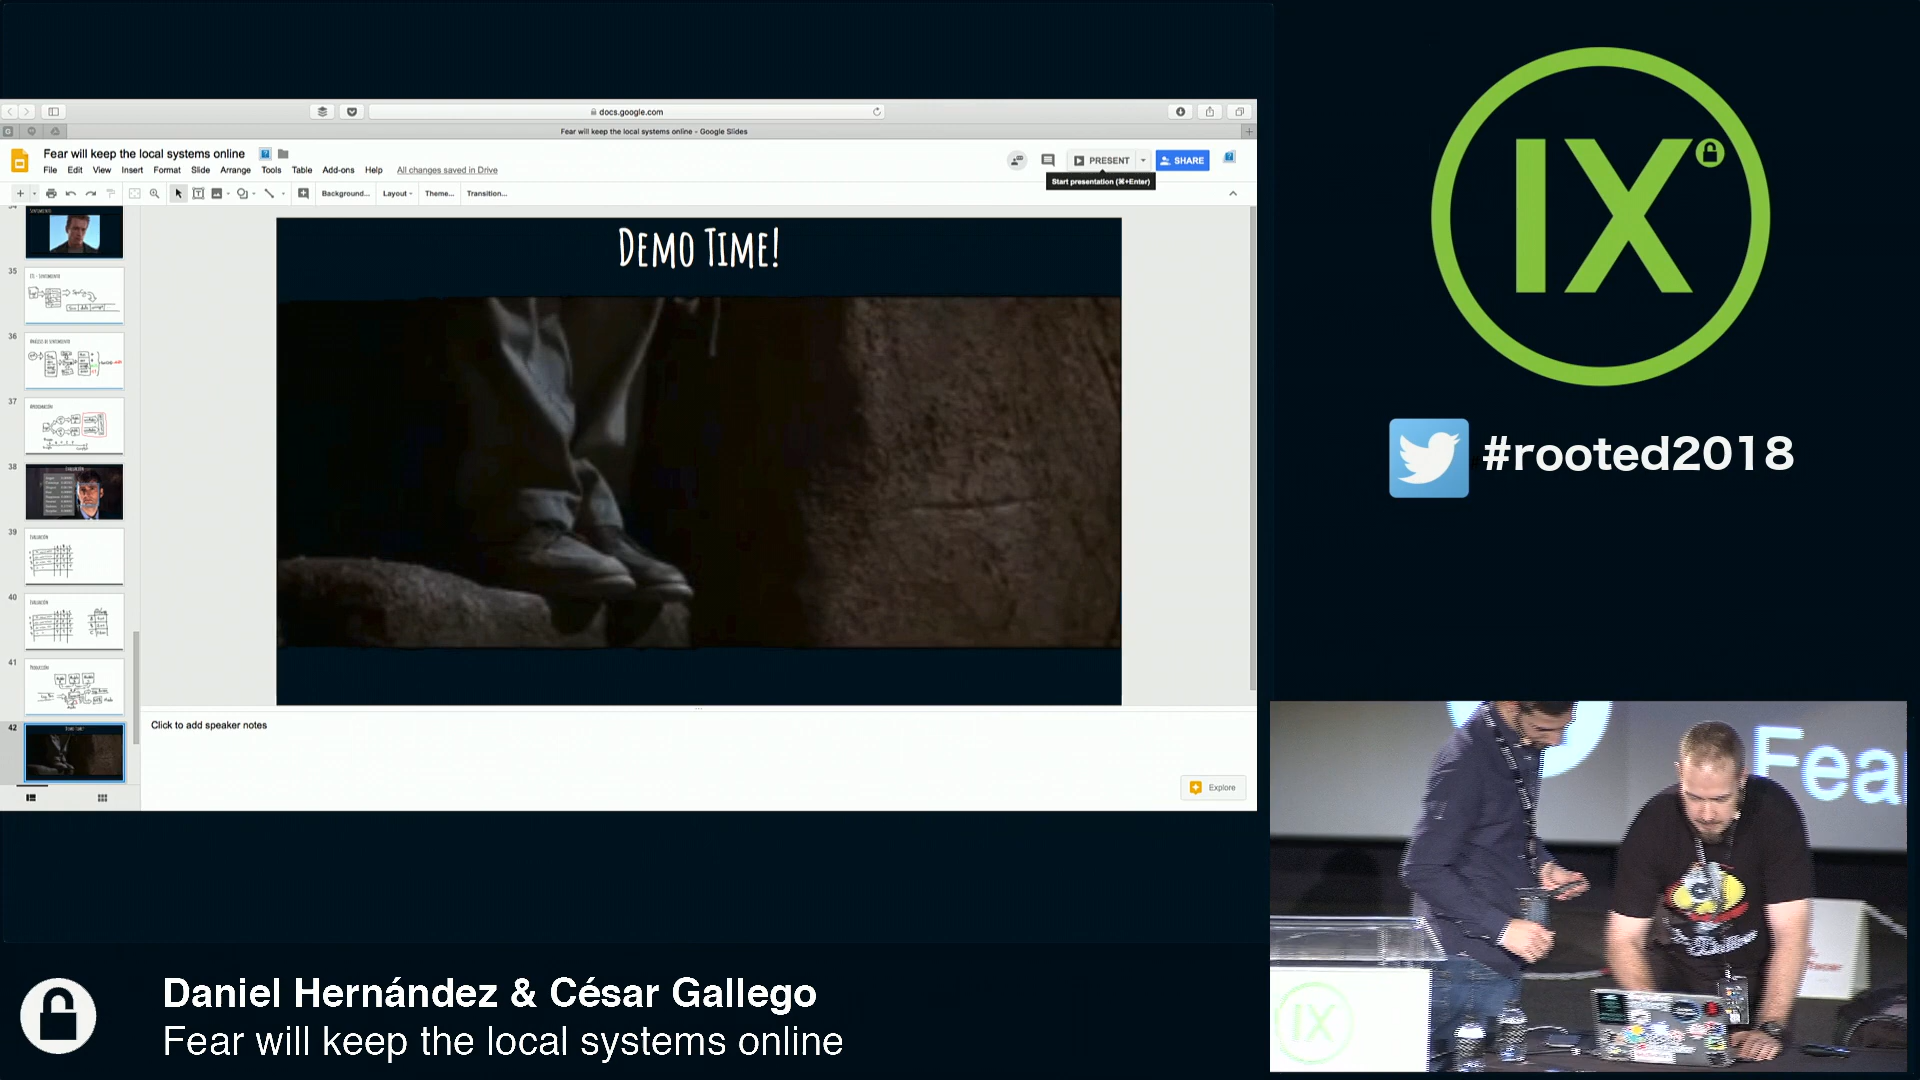 docs.google.com
Fear will keep the local systems online - Google Slides
Fear will keep the local systems online
File Edit View Insert Format Slide Arrange Tools Table Add-ons Help All changes saved in Drive
PRESENT
SHARE
Start presentation (⌘+Enter)
Background... Layout Theme... Transition...
35
36
37
38
39
40
41
42
DEMO TIME!
Click to add speaker notes
Explore
IX
#rooted2018
Fea
IX
Daniel Hernández & César Gallego
Fear will keep the local systems online